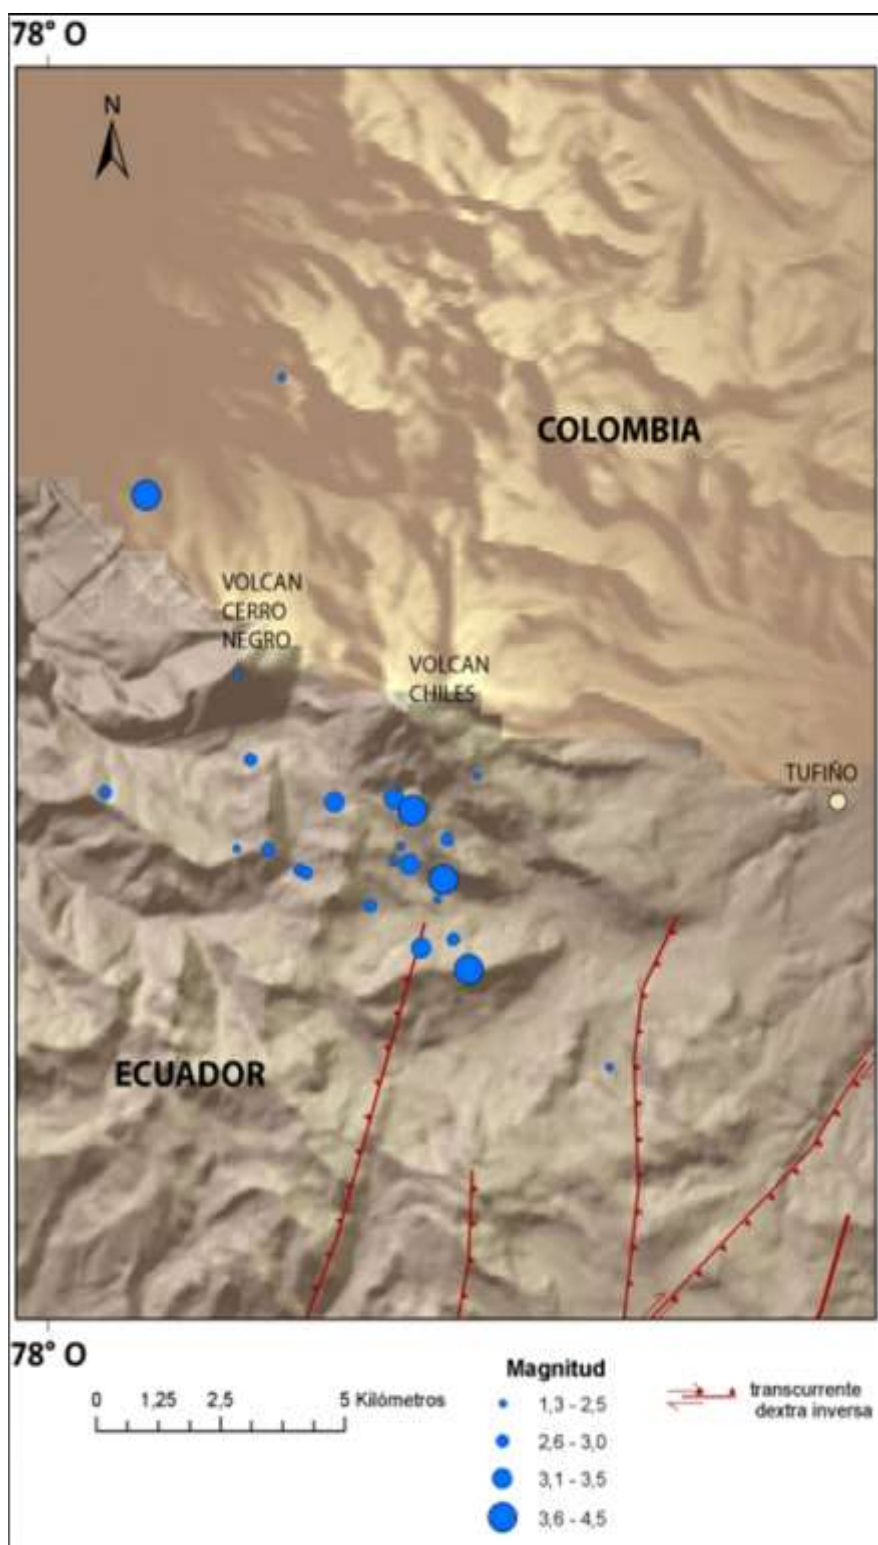 78° O
N
COLOMBIA
VOLCAN
CERRO
NEGRO
VOLCAN
CHILES
TUFIÑO
ECUADOR
78° O
0 1,25 2,5 5 Kilómetros
Magnitud
1,3 - 2,5
2,6 - 3,0
3,1 - 3,5
3,6 - 4,5
transcurrente
dextra inversa